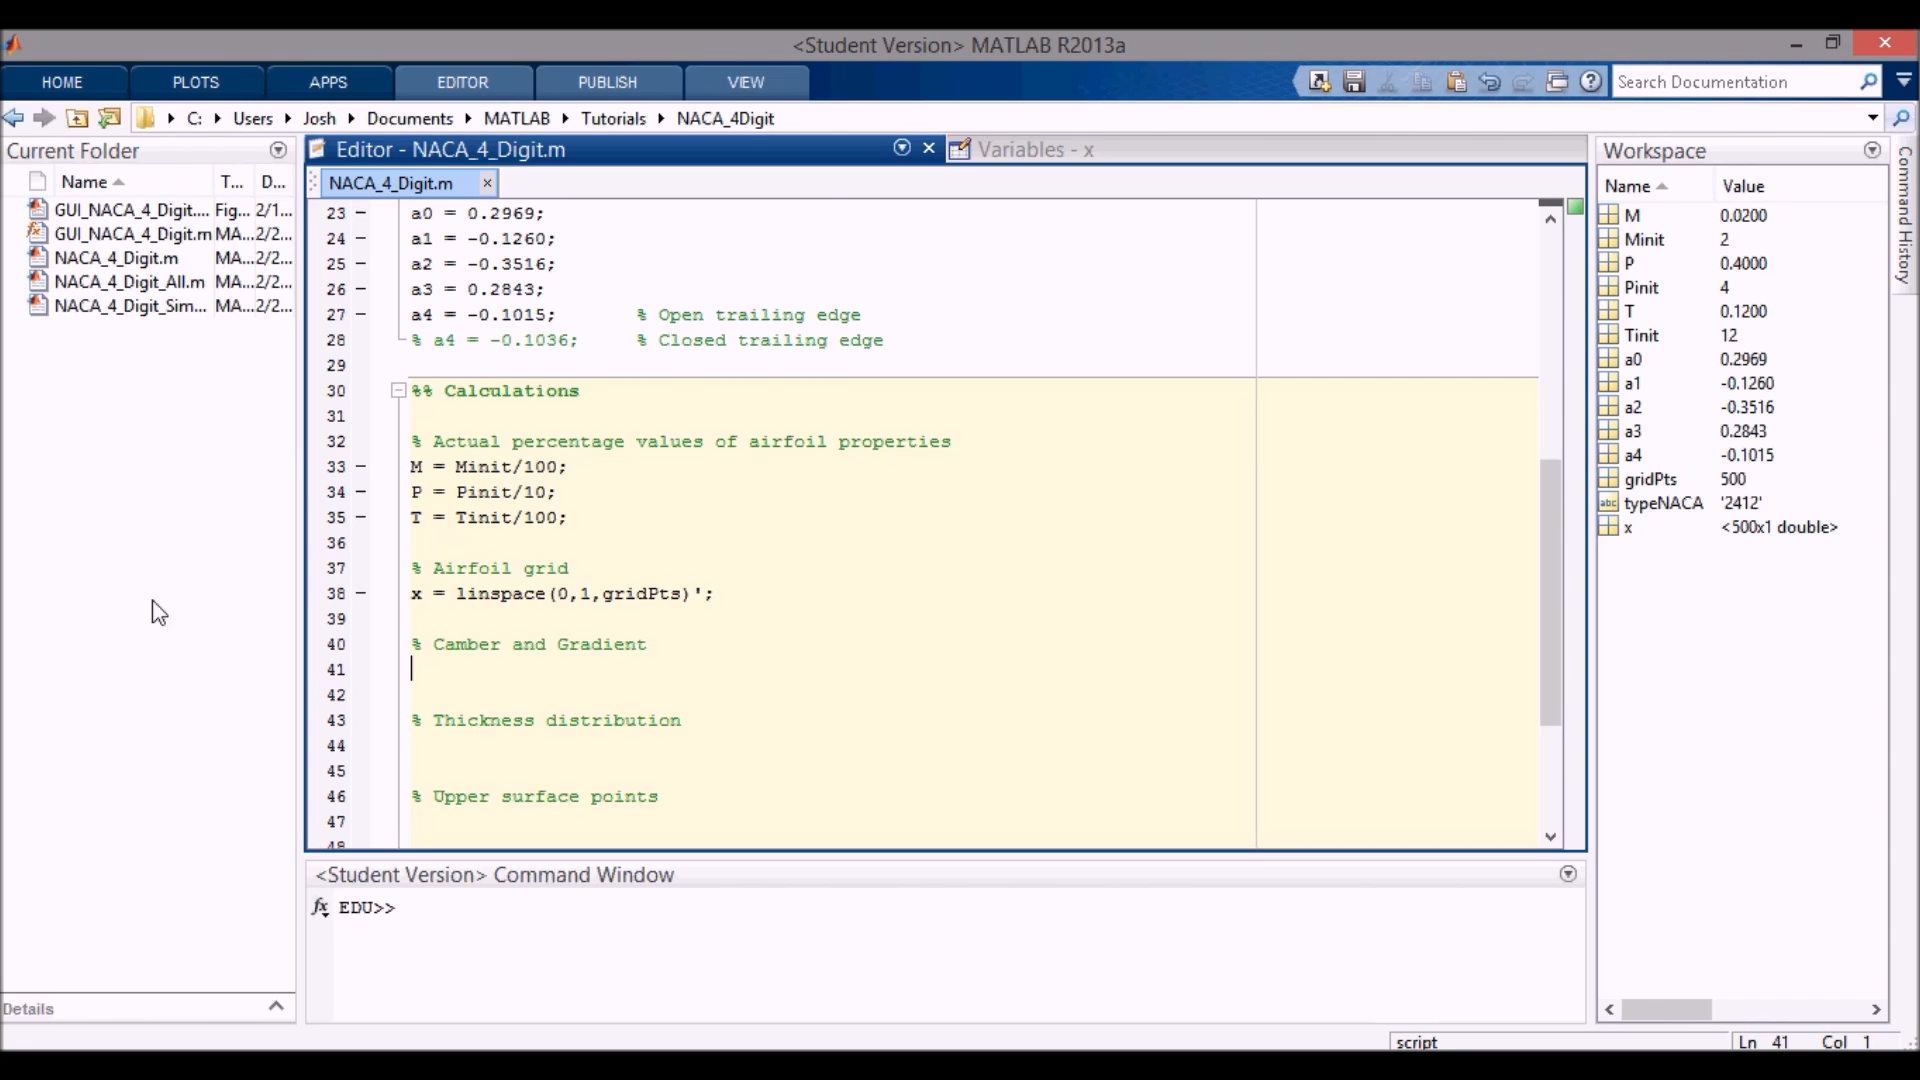 <Student Version> MATLAB R2013a
HOME PLOTS APPS EDITOR PUBLISH VIEW Search Documentation
C: Users Josh Documents MATLAB Tutorials NACA_4Digit
Current Folder
Name T... D...
GUI_NACA_4_Digit.... Fig... 2/1...
GUI_NACA_4_Digit.m MA... 2/2...
NACA_4_Digit.m MA... 2/2...
NACA_4_Digit_All.m MA... 2/2...
NACA_4_Digit_Sim... MA... 2/2...
Details
Editor - NACA_4_Digit.m
Variables - x
NACA_4_Digit.m
23 – a0 = 0.2969;
24 – a1 = -0.1260;
25 – a2 = -0.3516;
26 – a3 = 0.2843;
27 – a4 = -0.1015; % Open trailing edge
28 % a4 = -0.1036; % Closed trailing edge
29
30 %% Calculations
31
32 % Actual percentage values of airfoil properties
33 – M = Minit/100;
34 – P = Pinit/10;
35 – T = Tinit/100;
36
37 % Airfoil grid
38 – x = linspace(0,1,gridPts)';
39
40 % Camber and Gradient
41
42
43 % Thickness distribution
44
45
46 % Upper surface points
47
48
<Student Version> Command Window
fx EDU>>
Workspace
Name Value
M 0.0200
Minit 2
P 0.4000
Pinit 4
T 0.1200
Tinit 12
a0 0.2969
a1 -0.1260
a2 -0.3516
a3 0.2843
a4 -0.1015
gridPts 500
abc typeNACA '2412'
x <500x1 double>
Command History
script Ln 41 Col 1